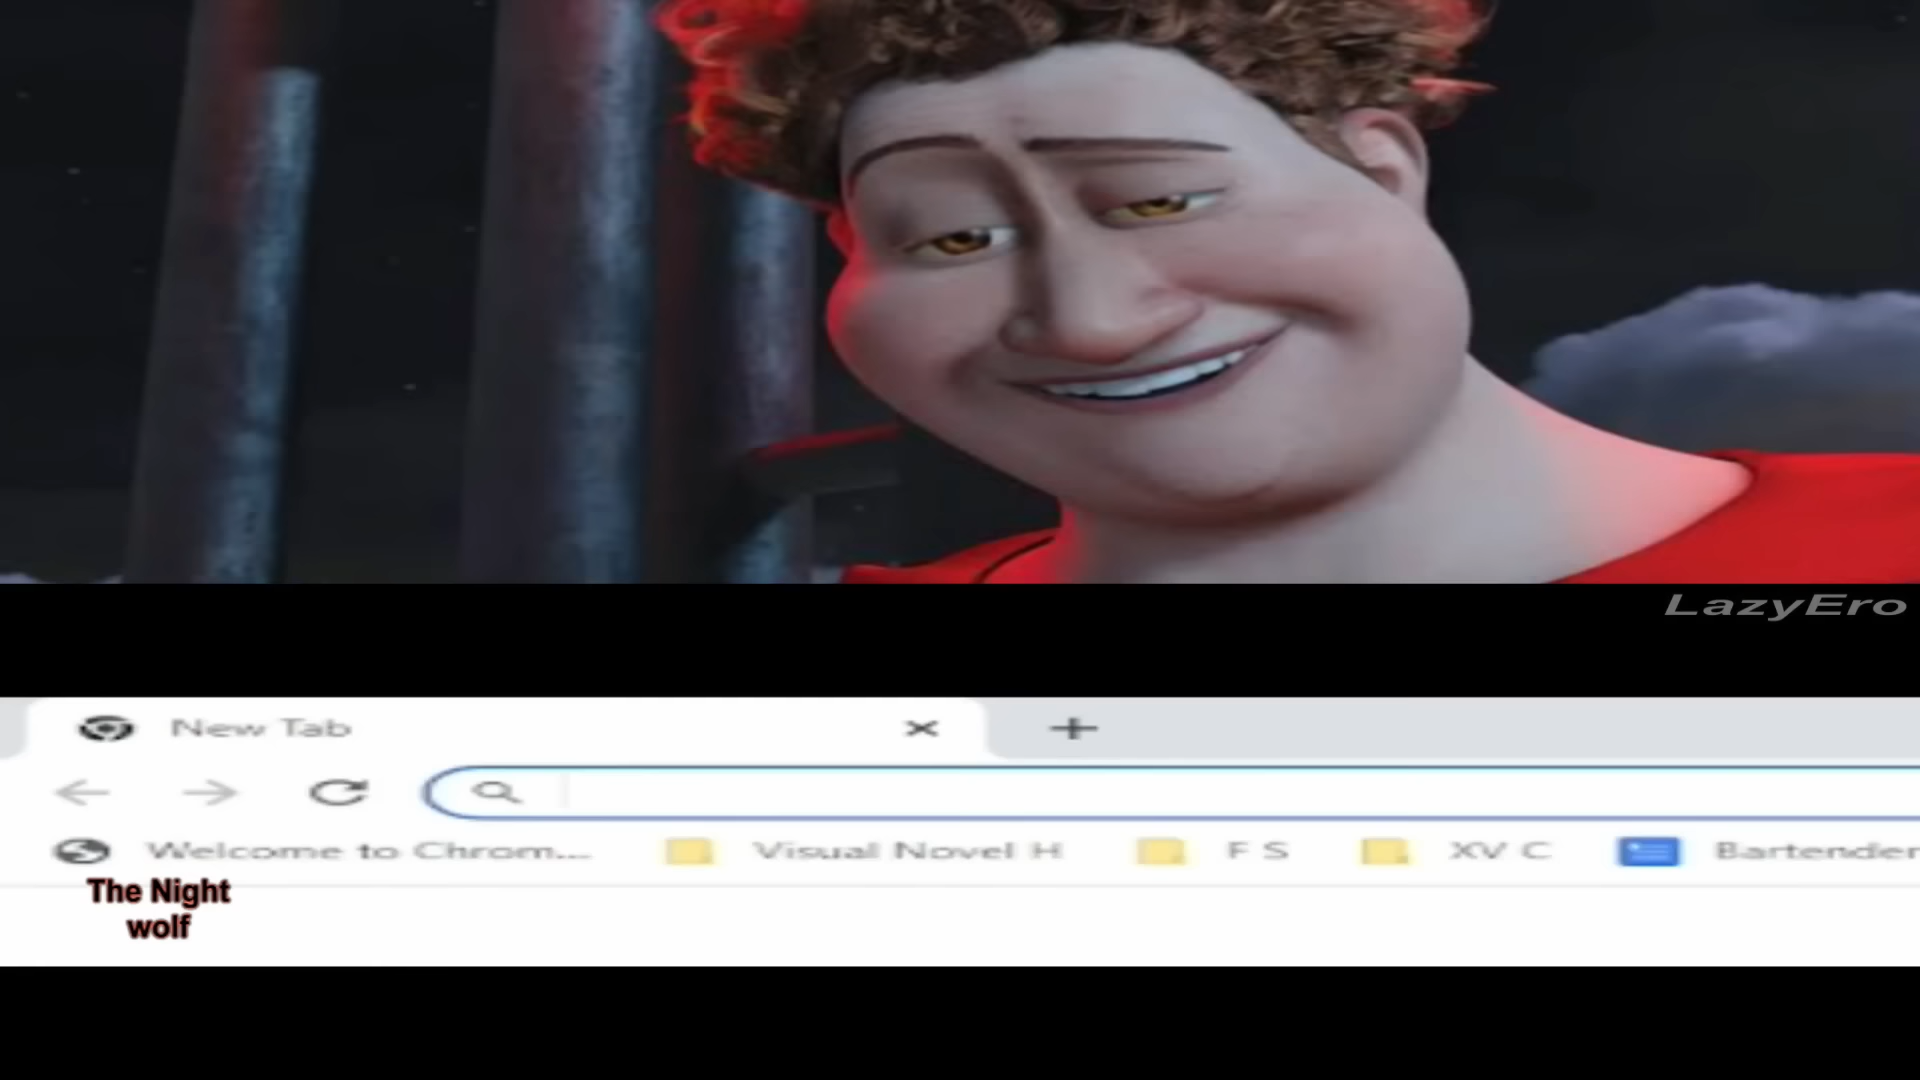 LazyEro
New Tab
Welcome to Chrom...
Visual Novel H
F S
XV C
Bartender
The Night
wolf